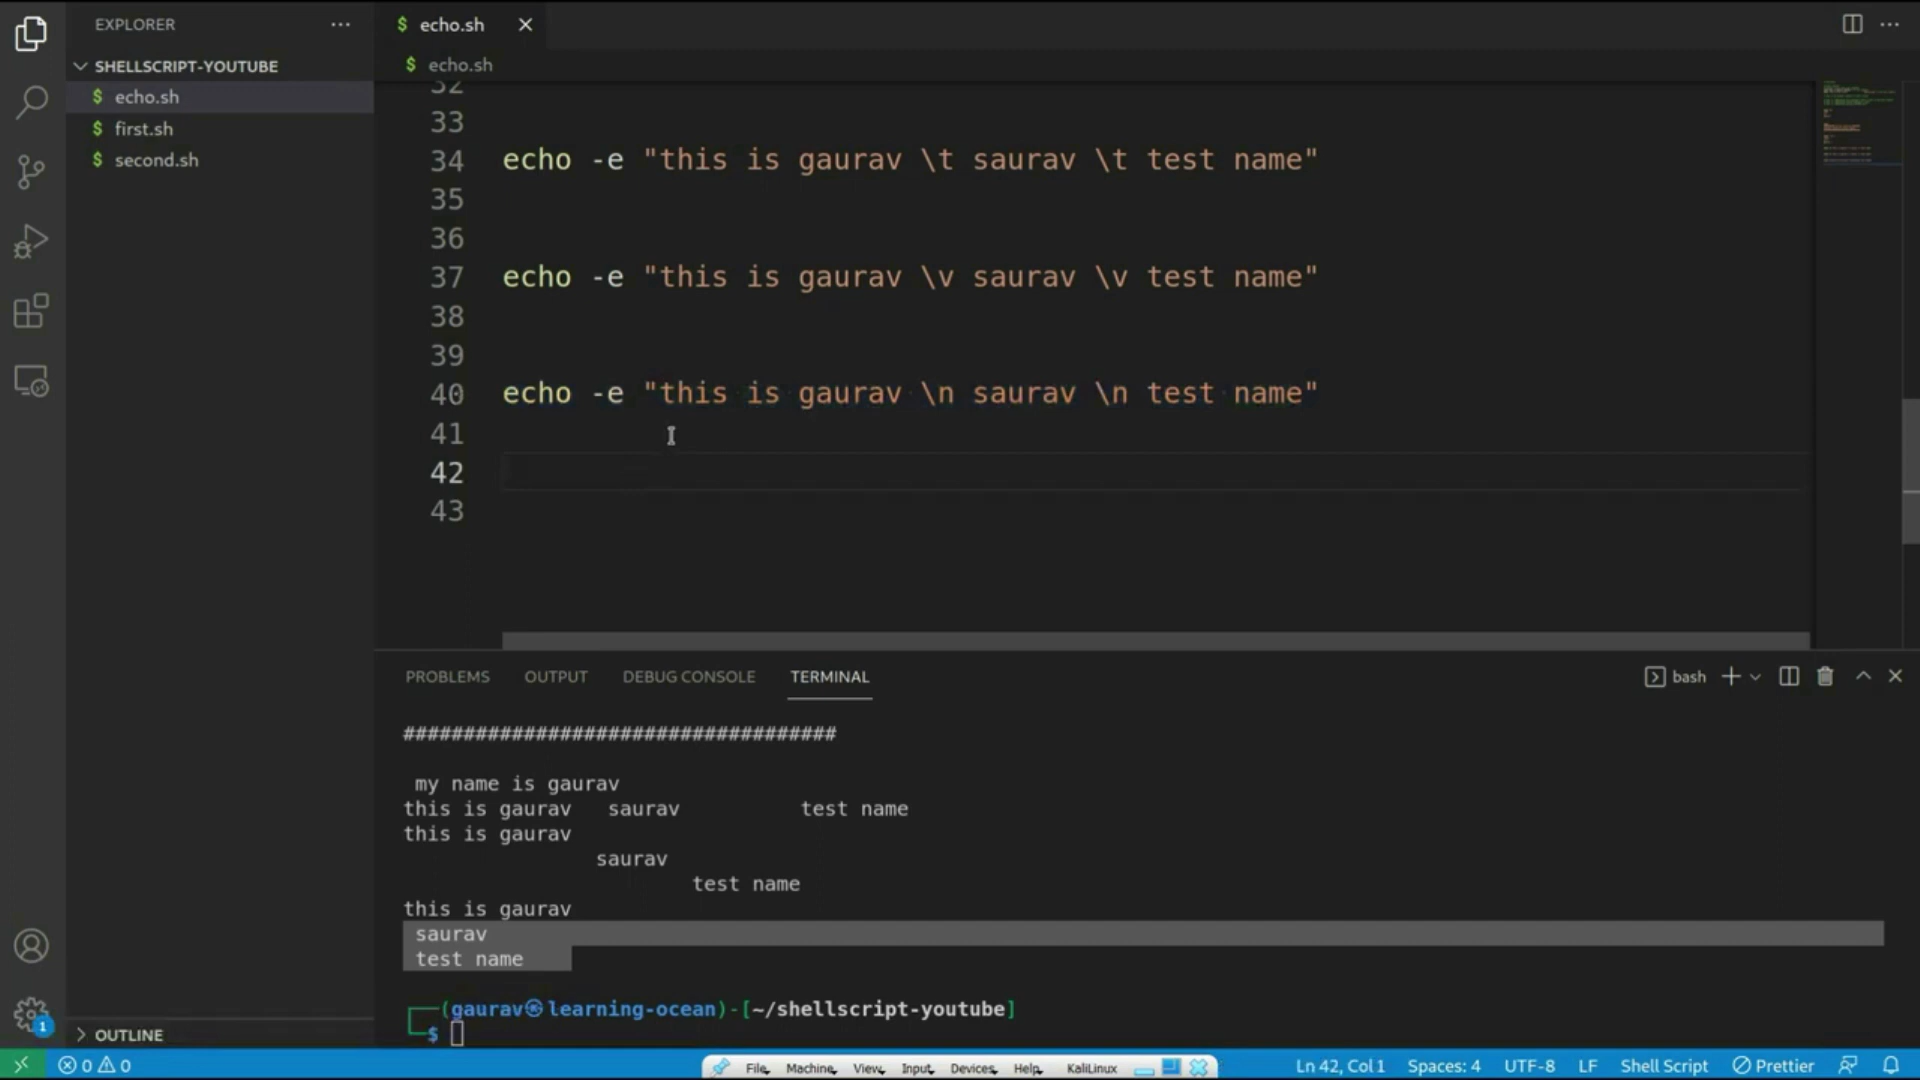 EXPLORER ···
SHELLSCRIPT-YOUTUBE
$ echo.sh
$ first.sh
$ second.sh
1
OUTLINE
$ echo.sh
$ echo.sh
32
33
34 echo -e "this is gaurav \t saurav \t test name"
35
36
37 echo -e "this is gaurav \v saurav \v test name"
38
39
40 echo -e "this is gaurav \n saurav \n test name"
41
42
43
PROBLEMS OUTPUT DEBUG CONSOLE TERMINAL bash
####################################
my name is gaurav
this is gaurav saurav test name
this is gaurav
saurav
test name
this is gaurav
saurav
test name
(gaurav㉿learning-ocean)-[~/shellscript-youtube]
$
0 0 File Machine View Input Devices Help KaliLinux Ln 42, Col 1 Spaces: 4 UTF-8 LF Shell Script Prettier